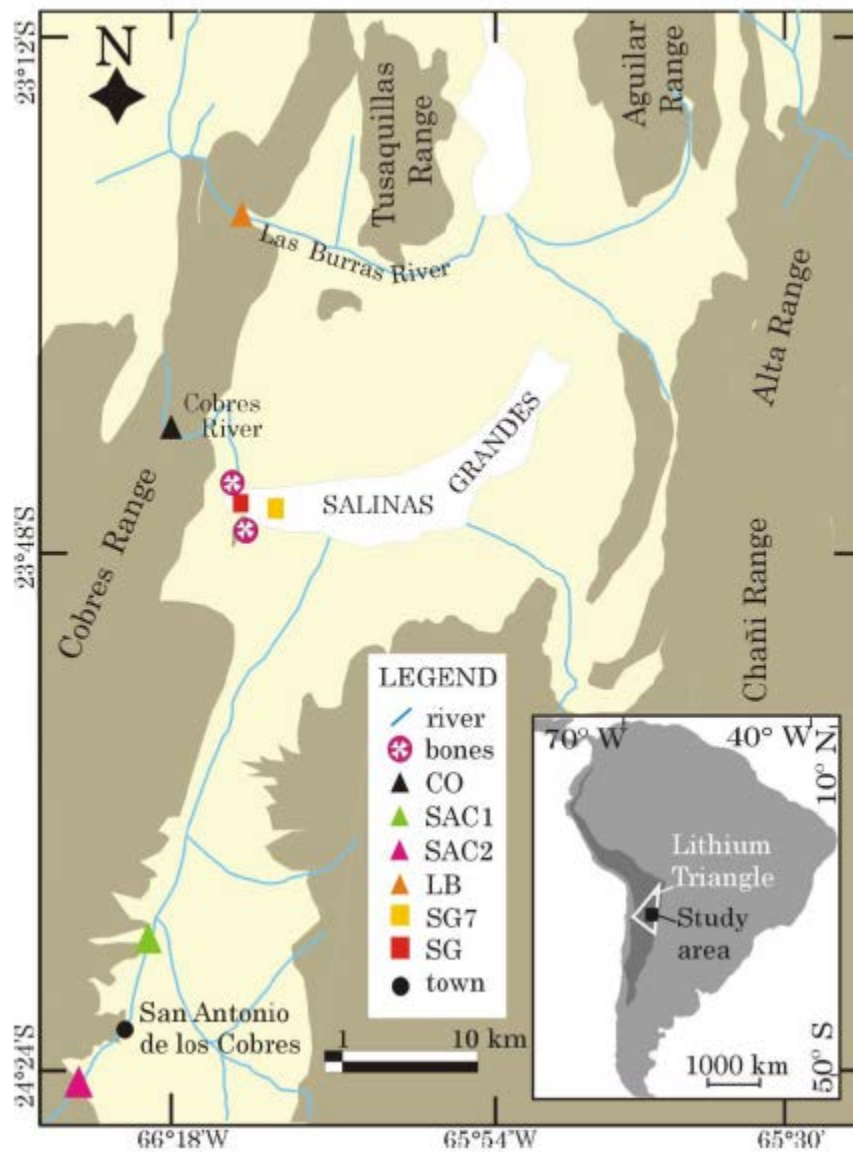 N
23°12'S
23°48'S
24°24'S
Tusaquillas
Range
Aguilar
Range
Las Burras River
Alta Range
Cobres
River
Cobres Range
SALINAS
GRANDES
Chañi Range
LEGEND
river
bones
CO
SAC1
SAC2
LB
SG7
SG
town
San Antonio
de los Cobres
1
10 km
70° W
40° W
10° N
Lithium
Triangle
Study
area
1000 km
50° S
66°18'W
65°54'W
65°30'